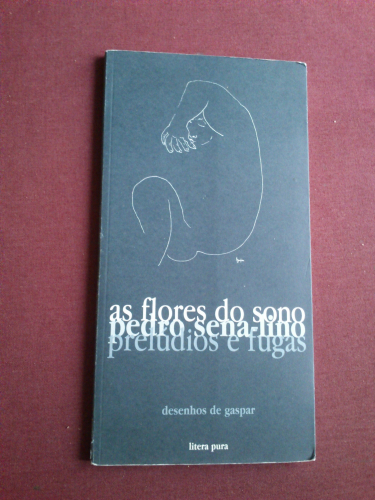 as flores do sono
pedro sena-lino
prelúdios e fugas
desenhos de gaspar
litera pura